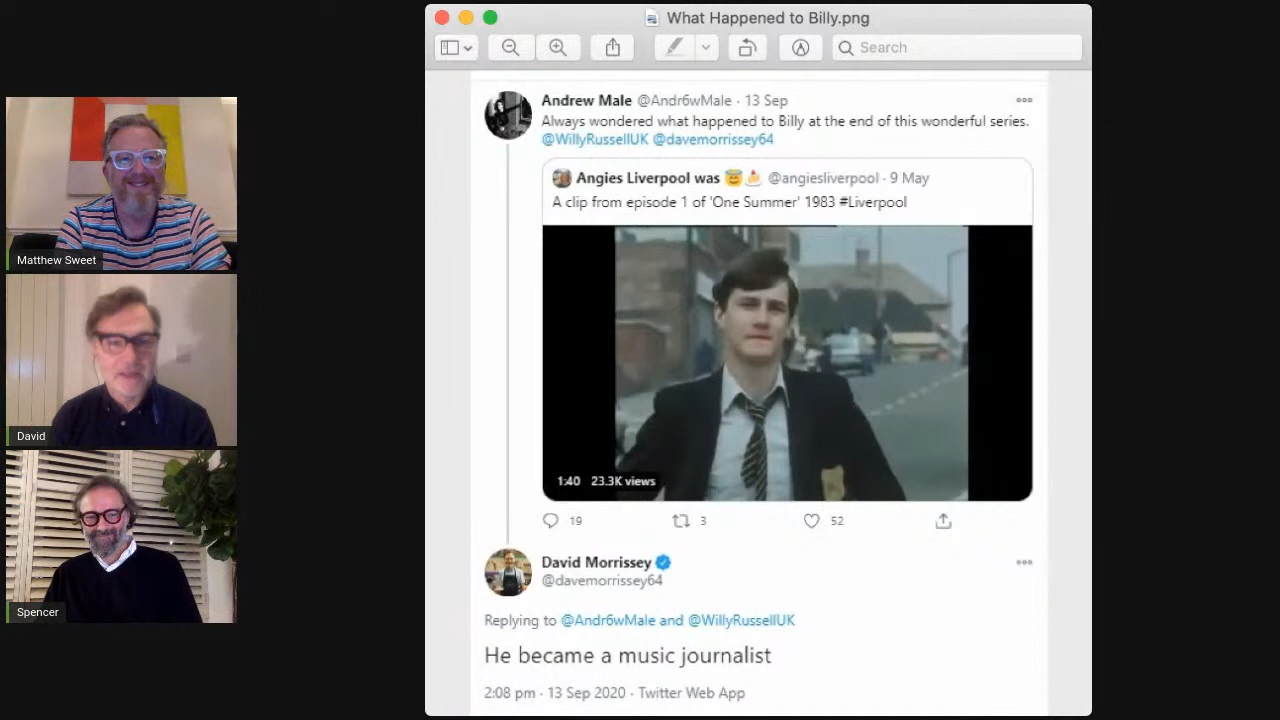 What Happened to Billy.png
Search
Andrew Male @Andr6wMale · 13 Sep
Always wondered what happened to Billy at the end of this wonderful series.
@WillyRussellUK @davemorrissey64
Angies Liverpool was 😇🍰 @angiesliverpool · 9 May
A clip from episode 1 of 'One Summer' 1983 #Liverpool
1:40 23.3K views
19 3 52
David Morrissey
@davemorrissey64
Replying to @Andr6wMale and @WillyRussellUK
He became a music journalist
2:08 pm · 13 Sep 2020 · Twitter Web App
Matthew Sweet
David
Spencer